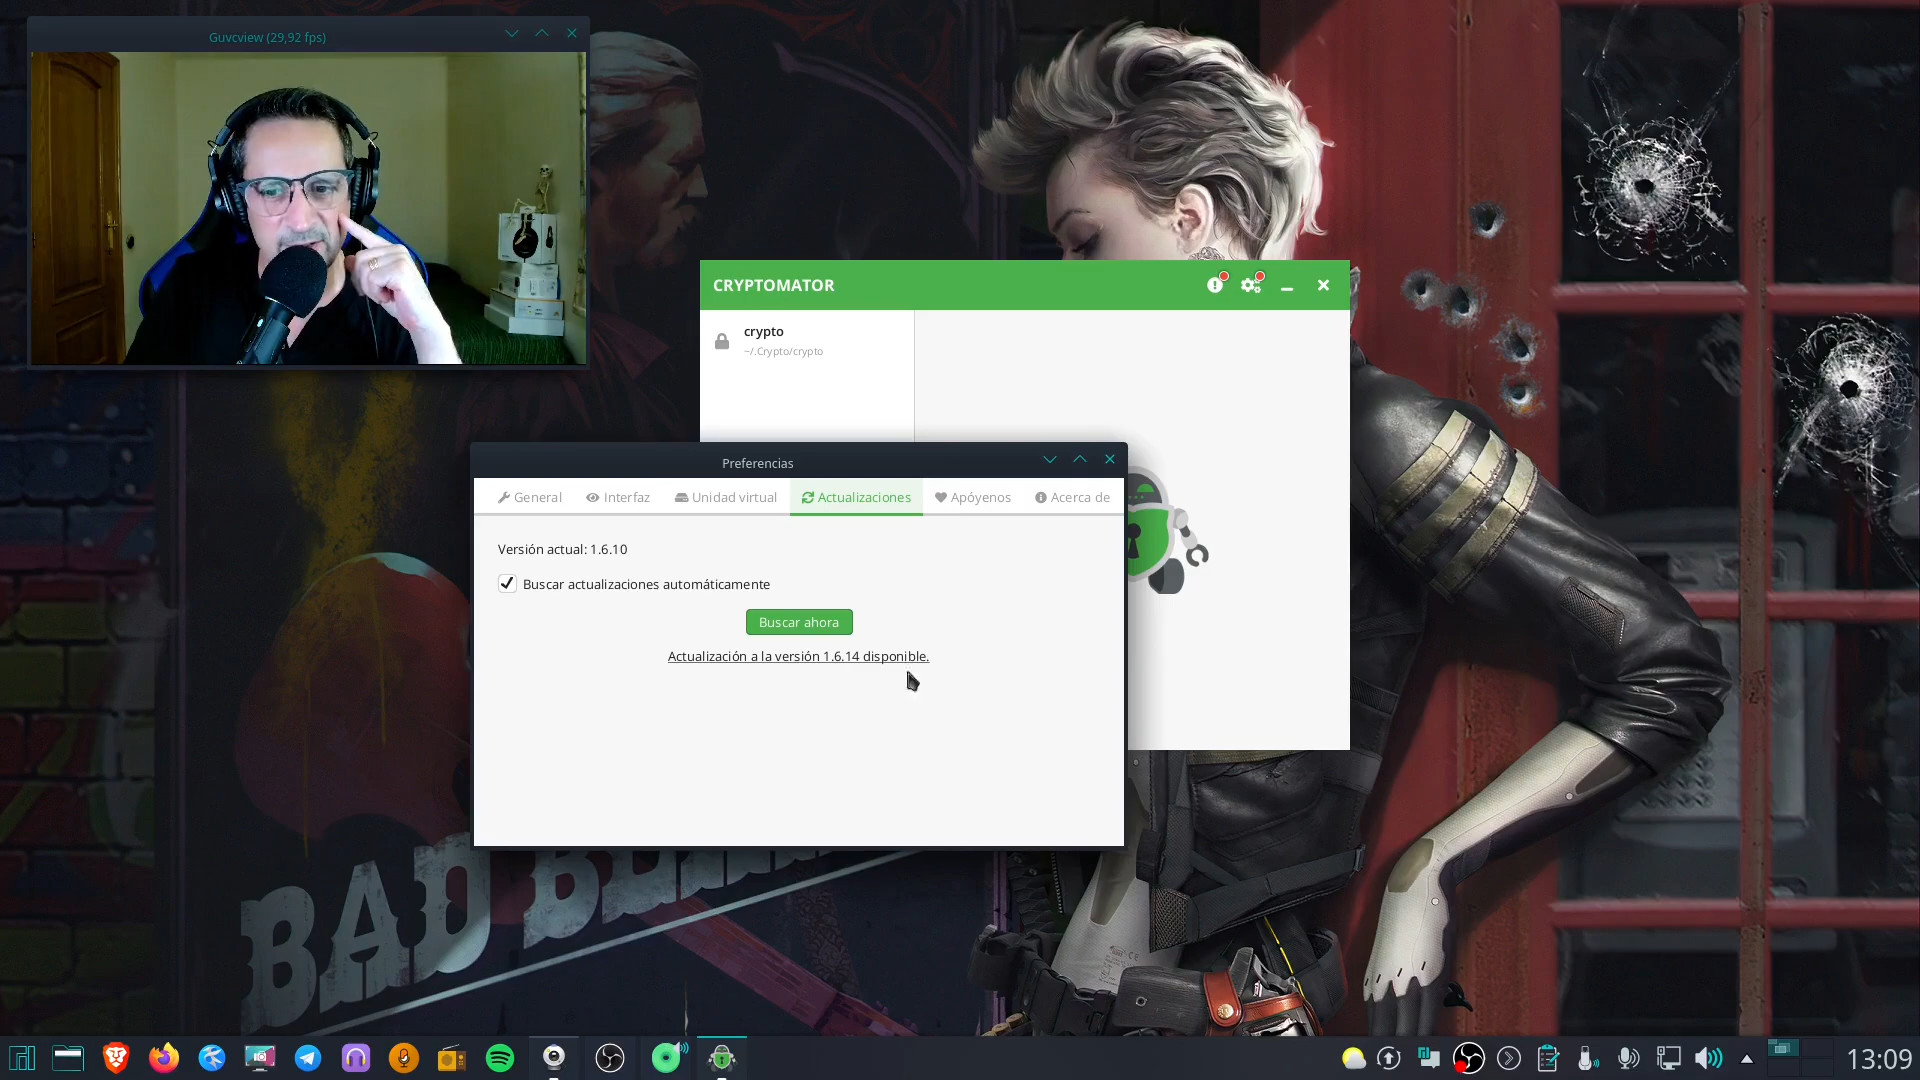 Guvcview (29,92 fps)
CRYPTOMATOR
crypto
~/.Crypto/crypto
Preferencias
General
Interfaz
Unidad virtual
Actualizaciones
Apóyenos
Acerca de
Versión actual: 1.6.10
Buscar actualizaciones automáticamente
Buscar ahora
Actualización a la versión 1.6.14 disponible.
BAD
13:09